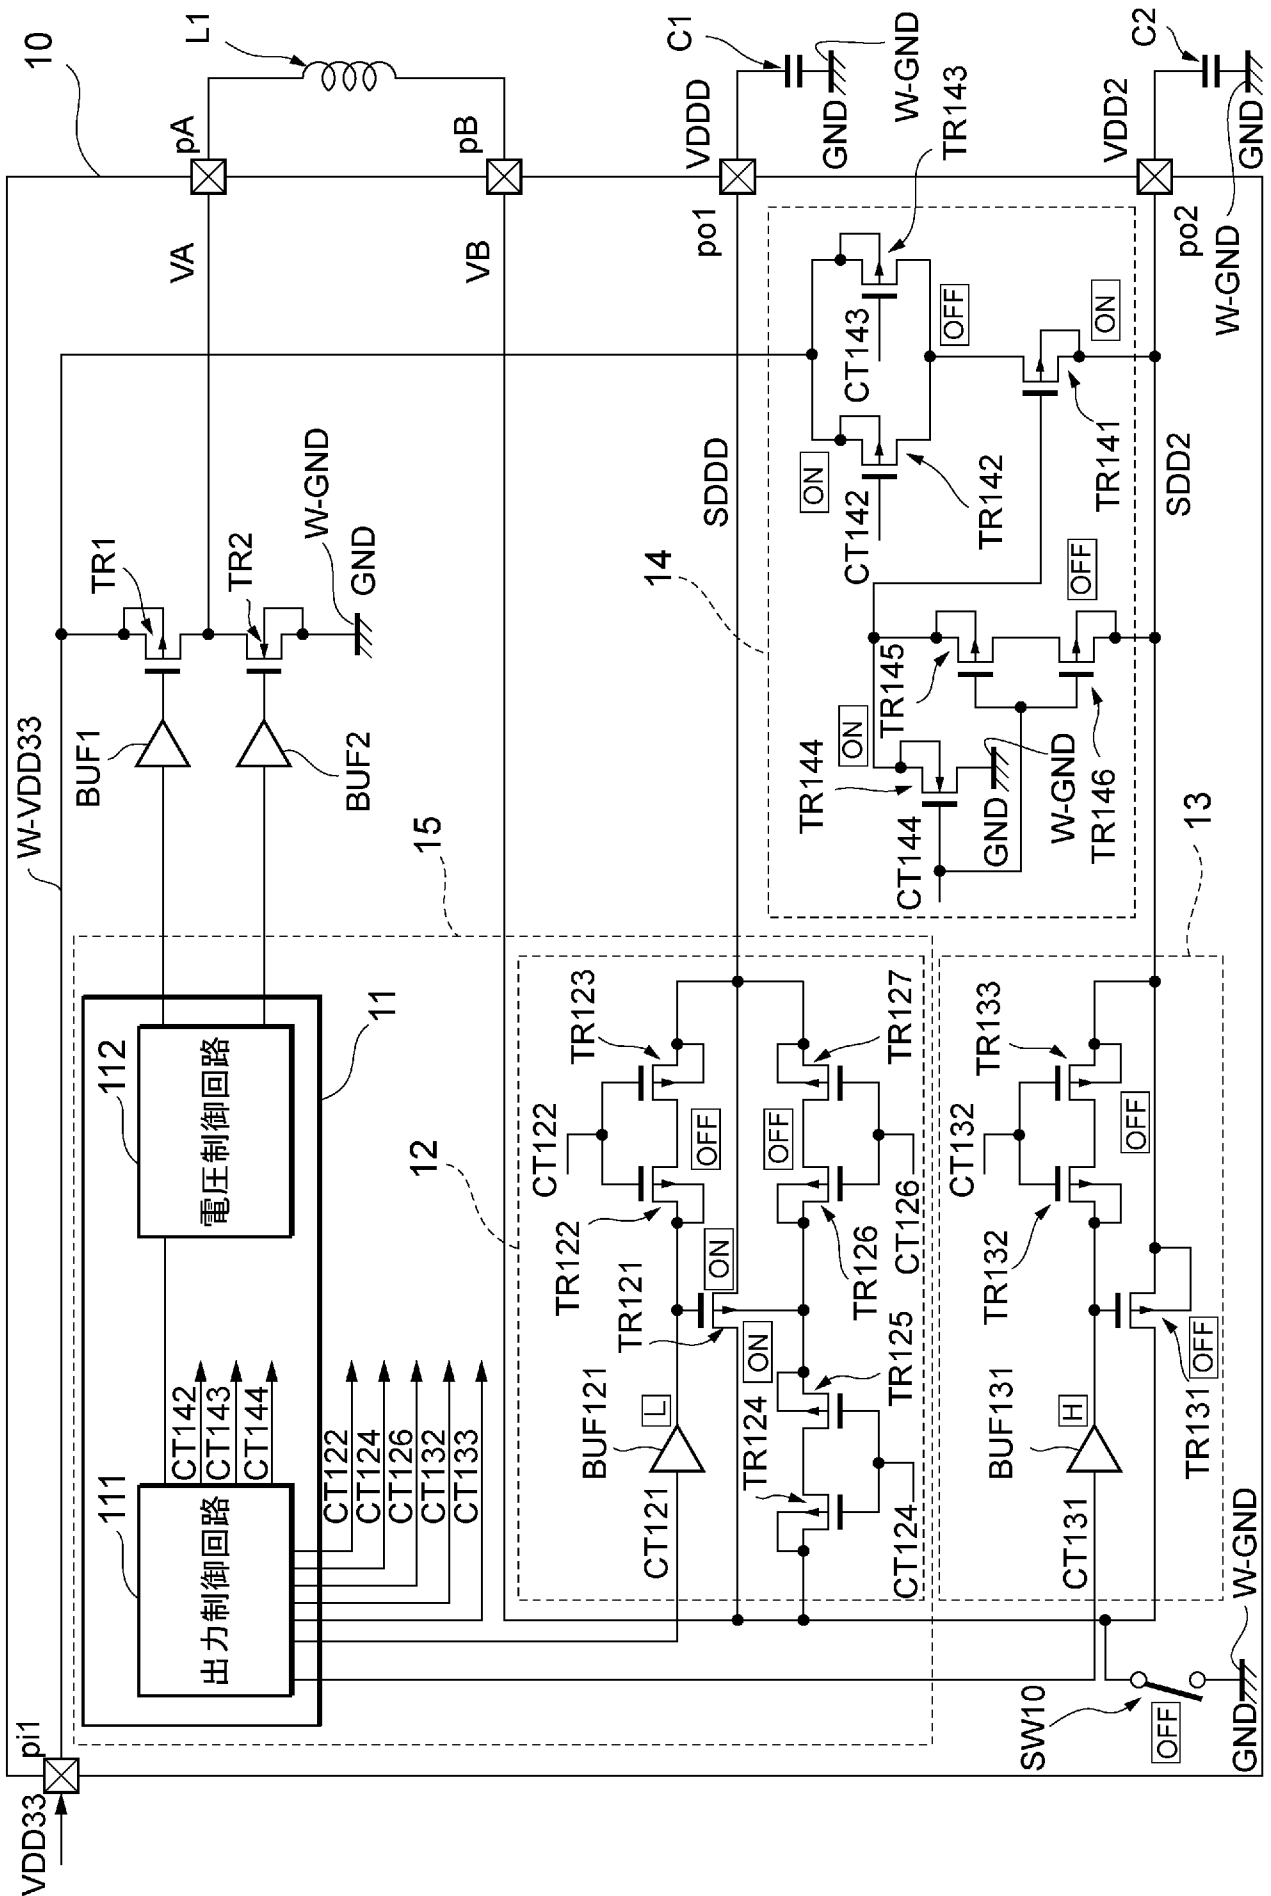 VDD33
pi1
W-VDD33
10
111
出力制御回路
112
電圧制御回路
11
CT142
CT143
CT144
CT122
CT124
CT126
CT132
CT133
BUF1
BUF2
TR1
TR2
W-GND
GND
VA
pA
L1
VB
pB
15
12
CT121
BUF121
L
TR121
ON
TR122
CT122
TR123
OFF
OFF
TR124
ON
TR125
CT124
TR126
CT126
TR127
SDDD
po1
VDDD
C1
GND
W-GND
14
TR144
ON
CT144
GND
W-GND
TR145
TR146
OFF
CT142
ON
TR142
CT143
OFF
TR143
TR141
ON
13
CT131
BUF131
H
TR131
OFF
TR132
CT132
TR133
OFF
SDD2
po2
VDD2
C2
GND
W-GND
SW10
OFF
GND
W-GND